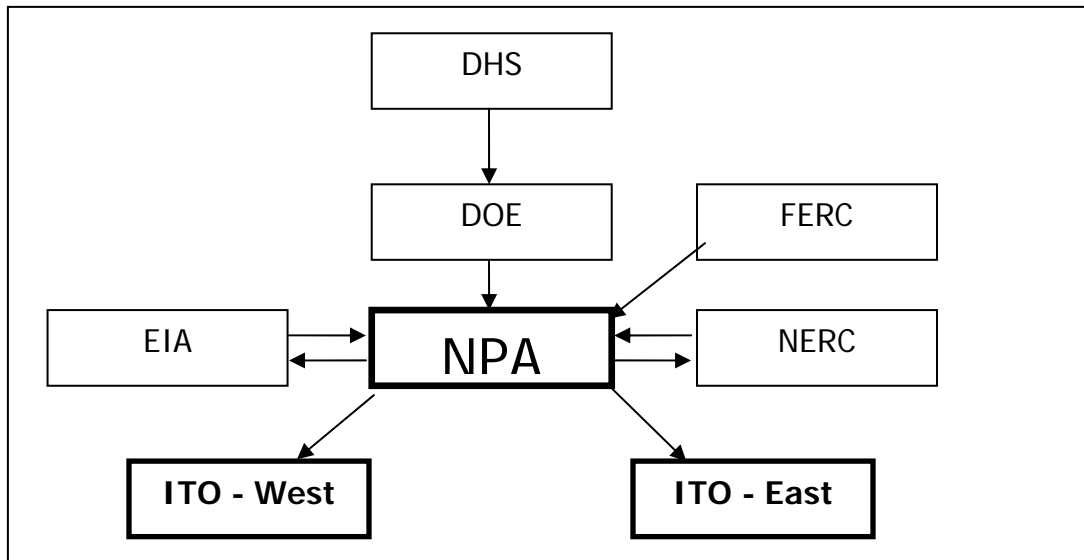 DHS
DOE
FERC
EIA
NPA
NERC
ITO - West
ITO - East